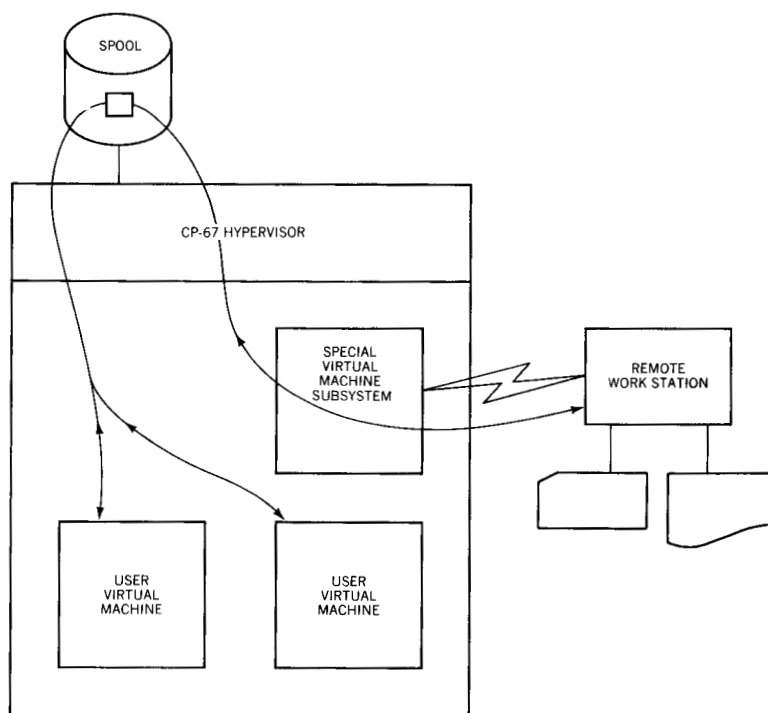 SPOOL
CP-67 HYPERVISOR
SPECIAL
VIRTUAL
MACHINE
SUBSYSTEM
REMOTE
WORK STATION
USER
VIRTUAL
MACHINE
USER
VIRTUAL
MACHINE